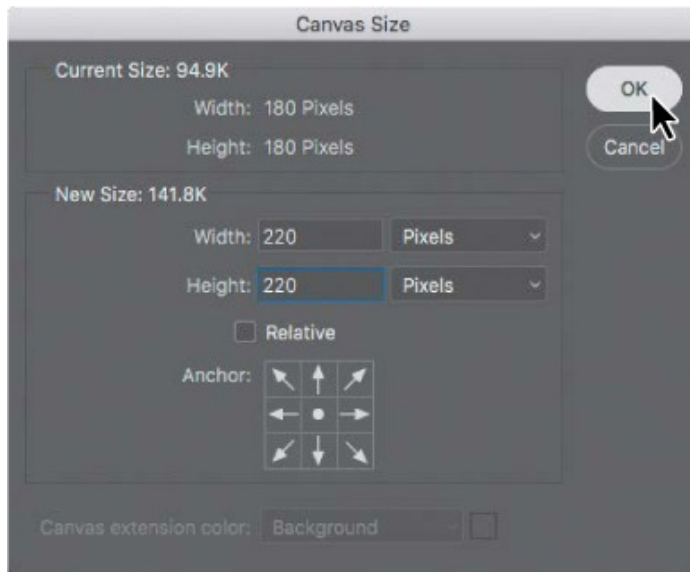 Canvas Size
Current Size: 94.9K
Width: 180 Pixels
Height: 180 Pixels
OK
Cancel
New Size: 141.8K
Width: 220 Pixels
Height: 220 Pixels
Relative
Anchor:
Canvas extension color: Background